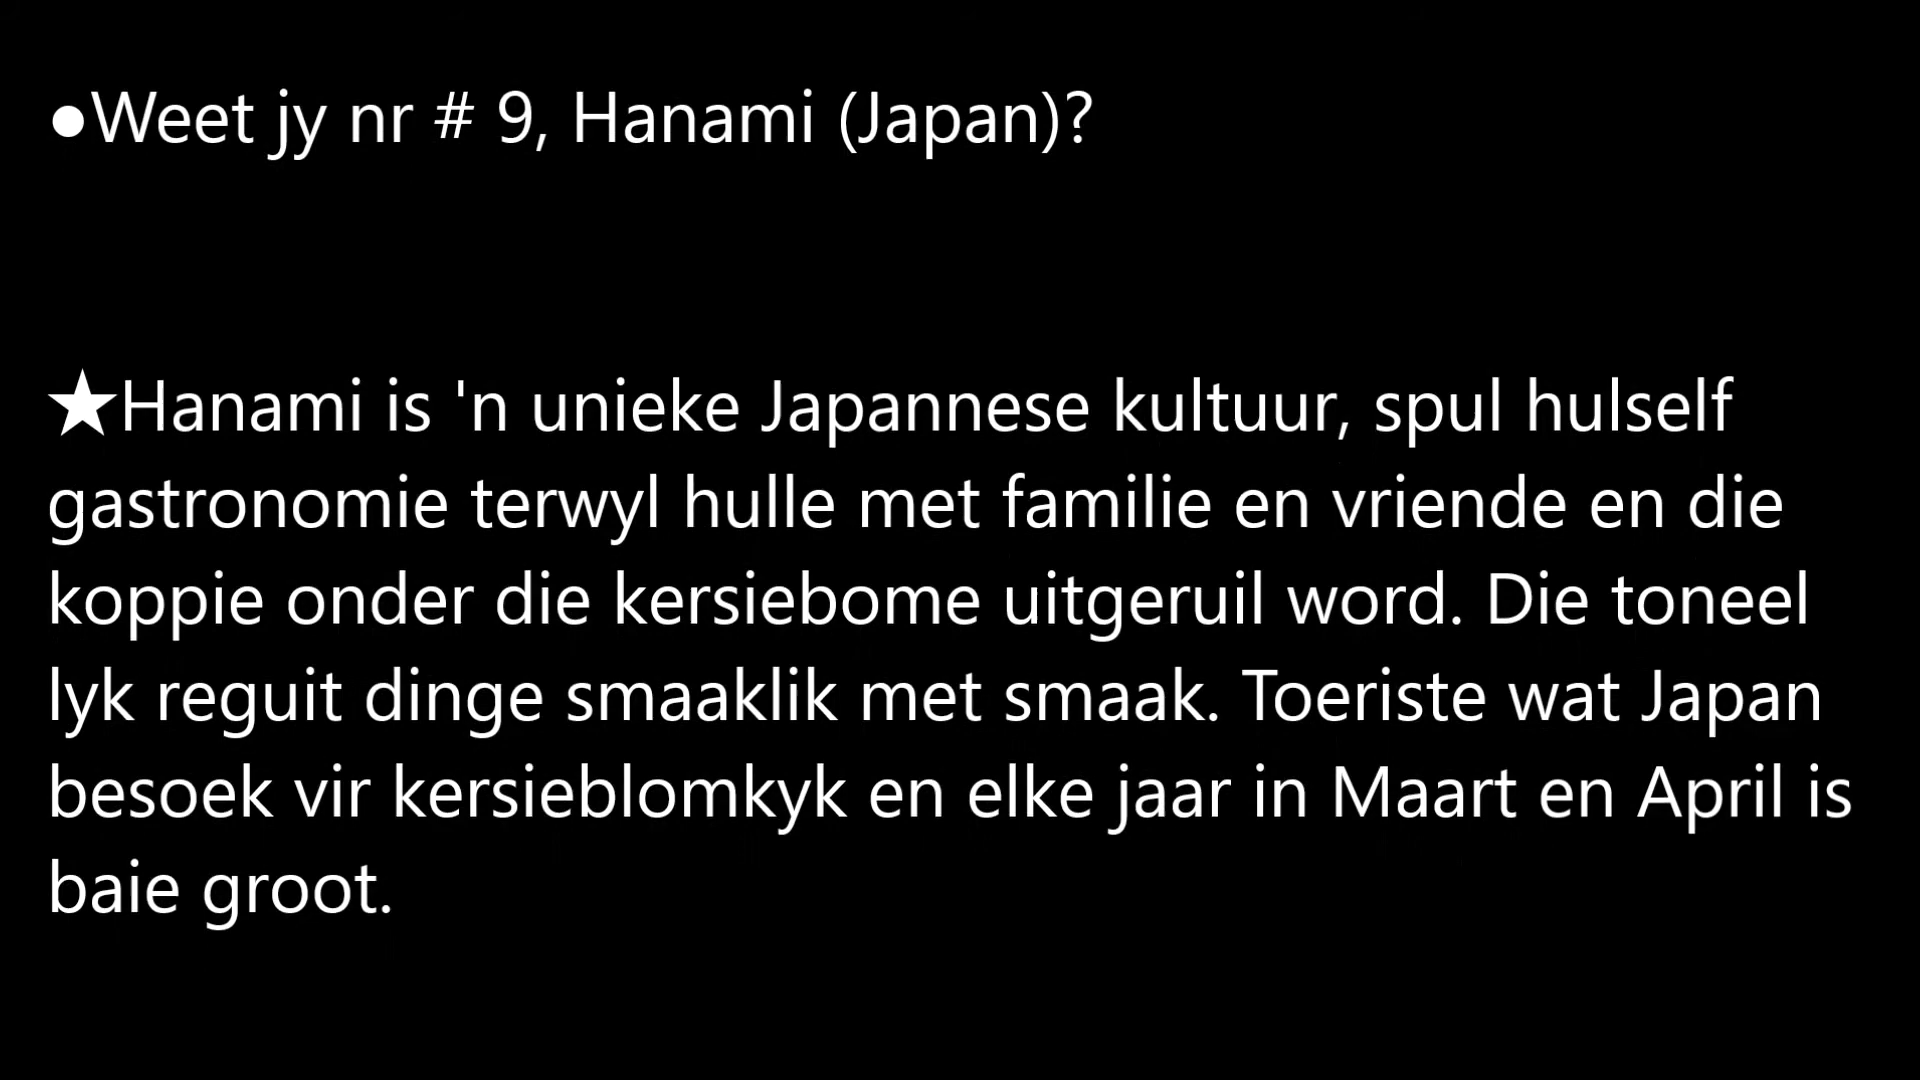 ●Weet jy nr # 9, Hanami (Japan)?
★Hanami is 'n unieke Japannese kultuur, spul hulself
gastronomie terwyl hulle met familie en vriende en die
koppie onder die kersiebome uitgeruil word. Die toneel
lyk reguit dinge smaaklik met smaak. Toeriste wat Japan
besoek vir kersieblomkyk en elke jaar in Maart en April is
baie groot.